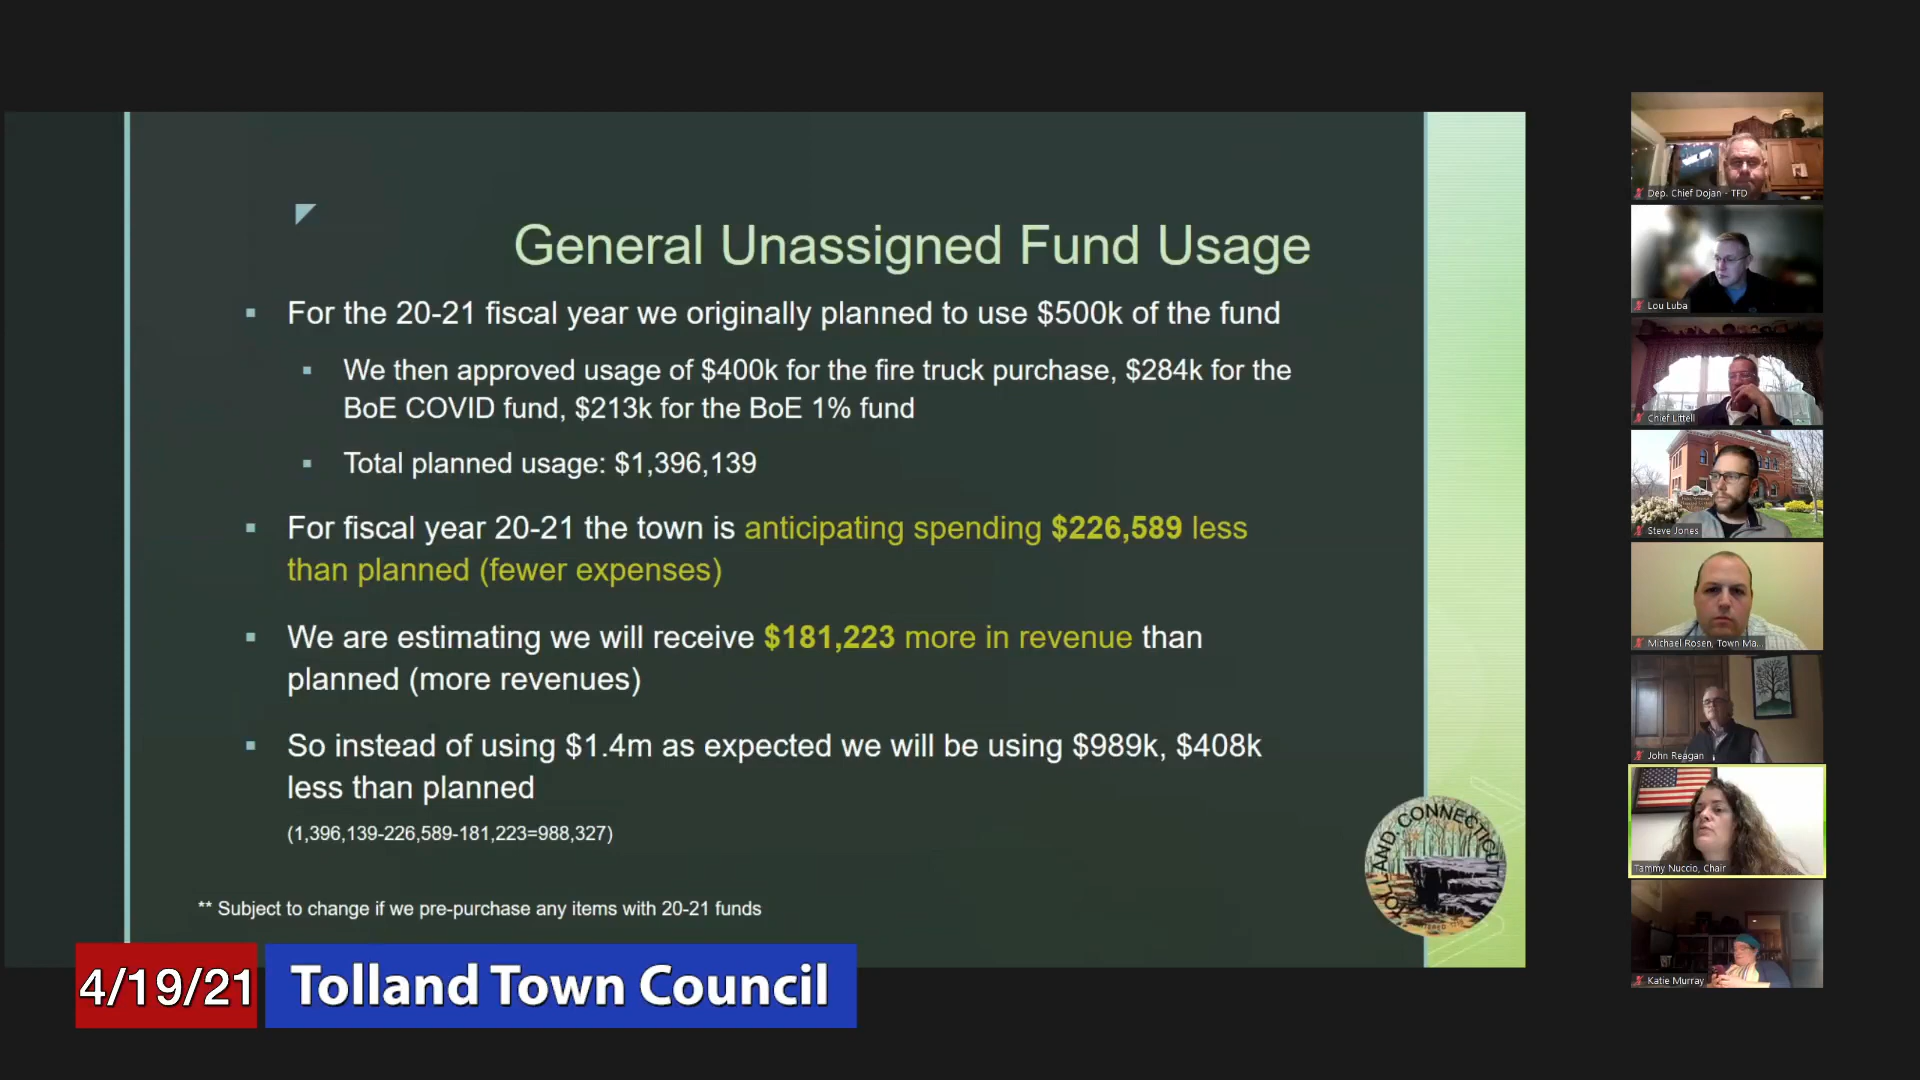 General Unassigned Fund Usage
For the 20-21 fiscal year we originally planned to use $500k of the fund
We then approved usage of $400k for the fire truck purchase, $284k for the
BoE COVID fund, $213k for the BoE 1% fund
Total planned usage: $1,396,139
For fiscal year 20-21 the town is anticipating spending $226,589 less
than planned (fewer expenses)
We are estimating we will receive $181,223 more in revenue than
planned (more revenues)
So instead of using $1.4m as expected we will be using $989k, $408k
less than planned
(1,396,139-226,589-181,223=988,327)
** Subject to change if we pre-purchase any items with 20-21 funds
TOLLAND, CONNECTICUT
4/19/21
Tolland Town Council
Dep. Chief Dojan - TFD
Lou Luba
Chief Littell
Steve Jones
Michael Rosen, Town Ma...
John Reagan
Tammy Nuccio, Chair
Katie Murray